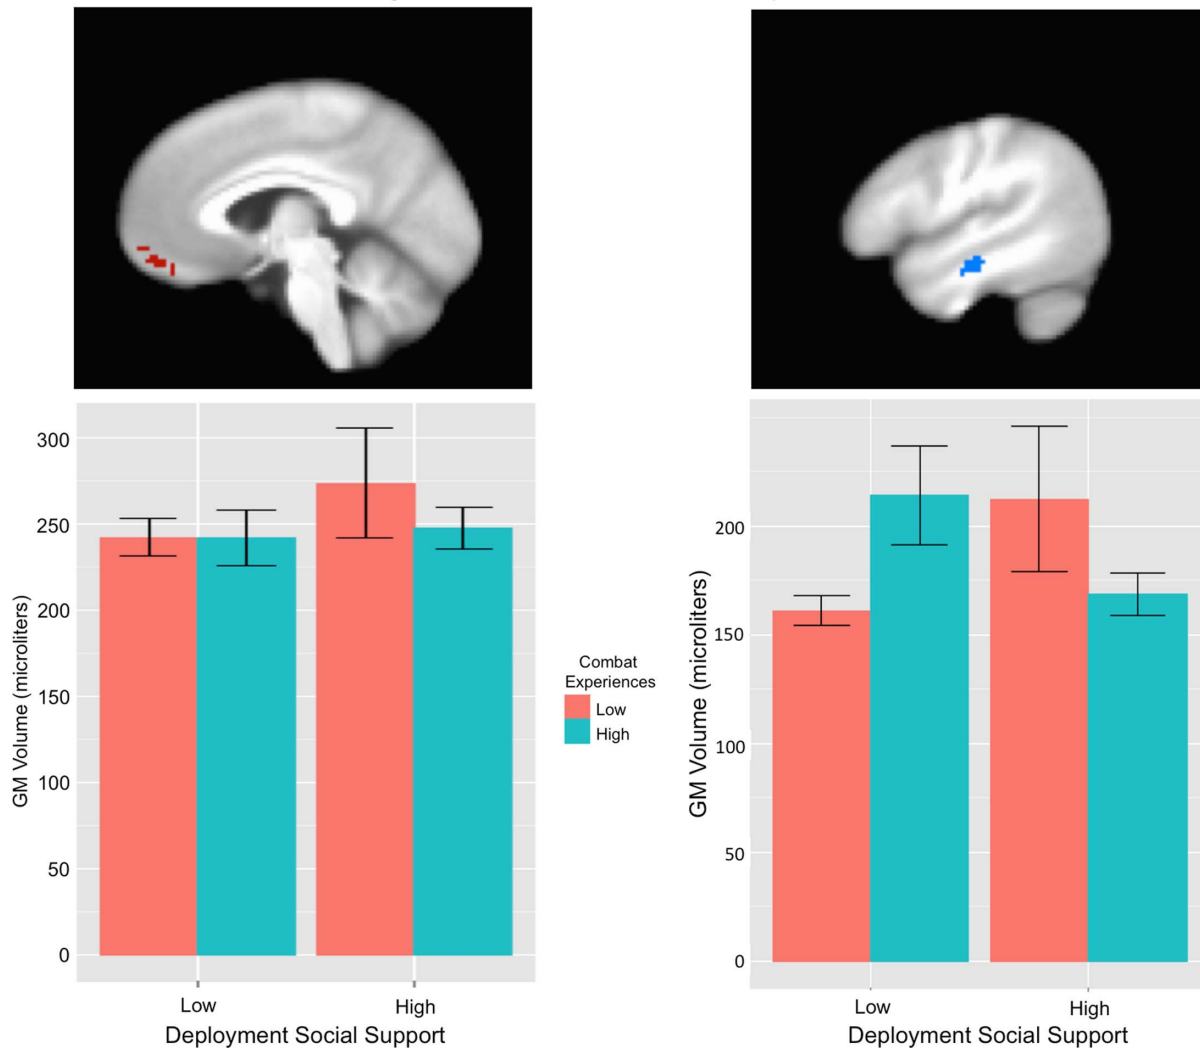 300
250
200
150
100
50
0
GM Volume (microliters)
Low
High
Deployment Social Support
Combat
Experiences
Low
High
200
150
100
50
0
GM Volume (microliters)
Low
High
Deployment Social Support